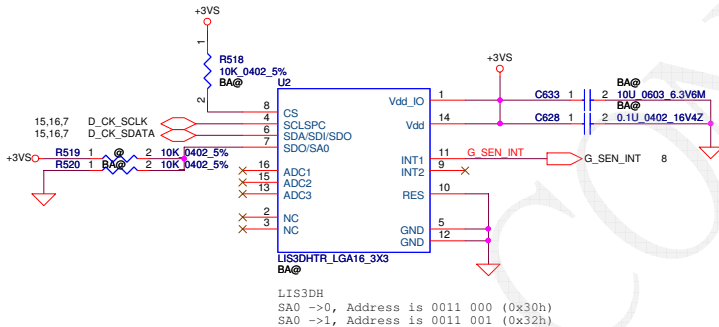 +3VS
1
R518
10K_0402_5%
BA@
2
U2
+3VS
8 CS
15,16,7 D_CK_SCLK 4 SCLSPC
15,16,7 D_CK_SDATA 6 SDA/SDI/SDO
7 SDO/SA0
Vdd_IO 1 C633 1 2 BA@ 10U_0603_6.3V6M
Vdd 14 C628 1 2 BA@ 0.1U_0402_16V4Z
+3VS R519 1 @ 2 10K_0402_5%
R520 1 BA@ 2 10K_0402_5%
INT1 11 G_SEN_INT G_SEN_INT 8
INT2 9
16 ADC1
15 ADC2
13 ADC3
RES 10
2 NC
3 NC
GND 5
GND 12
LIS3DHTR_LGA16_3X3
BA@
LIS3DH
SA0 ->0, Address is 0011 000 (0x30h)
SA0 ->1, Address is 0011 001 (0x32h)